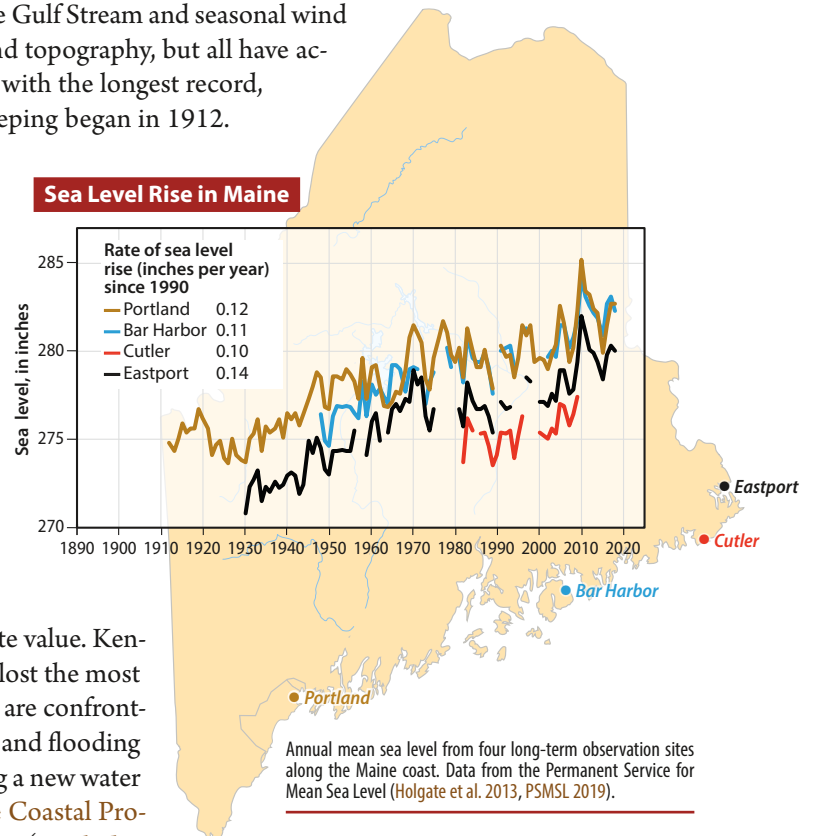 e Gulf Stream and seasonal wind
nd topography, but all have ac-
with the longest record,
eping began in 1912.
Sea Level Rise in Maine
Rate of sea level
rise (inches per year)
since 1990
Portland 0.12
Bar Harbor 0.11
Cutler 0.10
Eastport 0.14
Sea level, in inches
285
280
275
270
1890 1900 1910 1920 1930 1940 1950 1960 1970 1980 1990 2000 2010 2020
Eastport
Cutler
Bar Harbor
Portland
te value. Ken-
lost the most
are confront-
and flooding
g a new water
Coastal Pro-
Annual mean sea level from four long-term observation sites
along the Maine coast. Data from the Permanent Service for
Mean Sea Level (Holgate et al. 2013, PSMSL 2019).